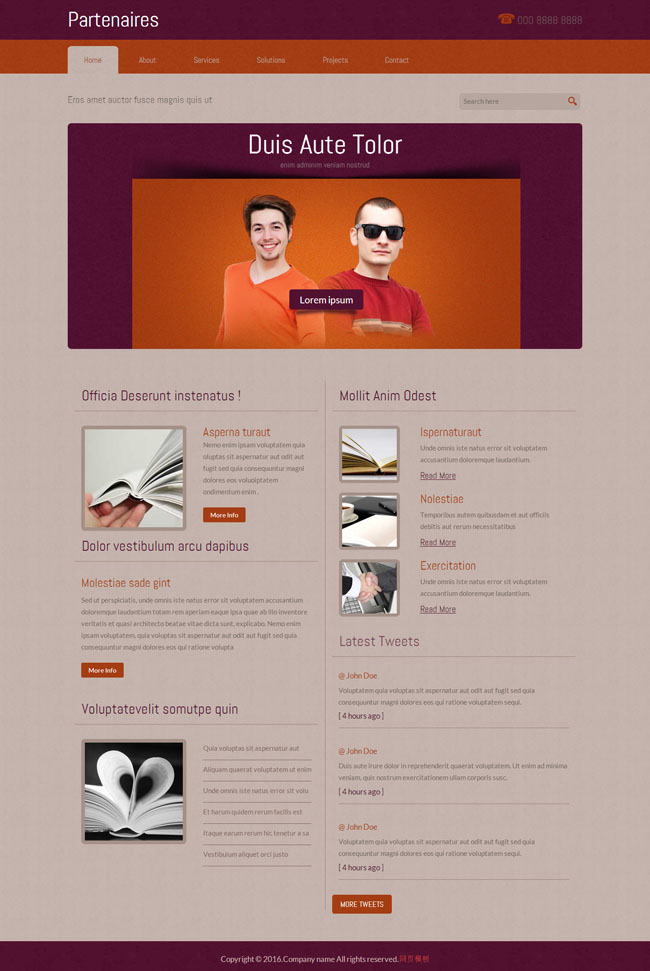 Partenaires
000 8888 8888
Home About Services Solutions Projects Contact
Eros amet auctor fusce magnis quis ut
Search here
Duis Aute Tolor
enim adminim veniam nostrud
Lorem ipsum
Officia Deserunt instenatus !
Asperna turaut
Nemo enim ipsam voluptatem quia
oluptas sit aspernatur aut odit aut
fugit sed quia consequuntur magni
dolores eos voluolptatem
ondimentum enim .
More Info
Dolor vestibulum arcu dapibus
Molestiae sade gint
Sed ut perspiciatis, unde omnis iste natus error sit voluptatem accusantium
doloremque laudantium totam rem aperiam eaque ipsa quae ab illo inventore
veritatis et quasi architecto beatae vitae dicta sunt, explicabo. Nemo enim
ipsam voluptatem, quia voluptas sit aspernatur aut odit aut fugit sed quia
consequuntur magni dolores eos qui ratione volupta
More Info
Voluptatevelit somutpe quin
Quia voluptas sit aspernatur aut
Aliquam quaerat voluptatem ut enim
Unde omnis iste natus error sit volu
Et harum quidem rerum facilis est
Itaque earum rerum hic tenetur a sa
Vestibulum aliquet orci justo
Mollit Anim Odest
Ispernaturaut
Unde omnis iste natus error sit voluptatem
accusantium doloremque laudantium.
Read More
Nolestiae
Temporibus autem quibusdam et aut officiis
debitis aut rerum necessitatibus
Read More
Exercitation
Unde omnis iste natus error sit voluptatem
accusantium doloremque laudantium.
Read More
Latest Tweets
@ John Doe
Voluptatem quia voluptas sit aspernatur aut odit aut fugit sed quia
consequuntur magni dolores eos qui ratione voluptatem sequi.
[ 4 hours ago ]
@ John Doe
Duis aute irure dolor in reprehenderit quaerat voluptatem. Ut enim ad minima
veniam, quis nostrum exercitationem ullam corporis susc.
[ 4 hours ago ]
@ John Doe
Voluptatem quia voluptas sit aspernatur aut odit aut fugit sed quia
consequuntur magni dolores eos qui ratione voluptatem sequi.
[ 4 hours ago ]
MORE TWEETS
Copyright © 2016.Company name All rights reserved.网页模板